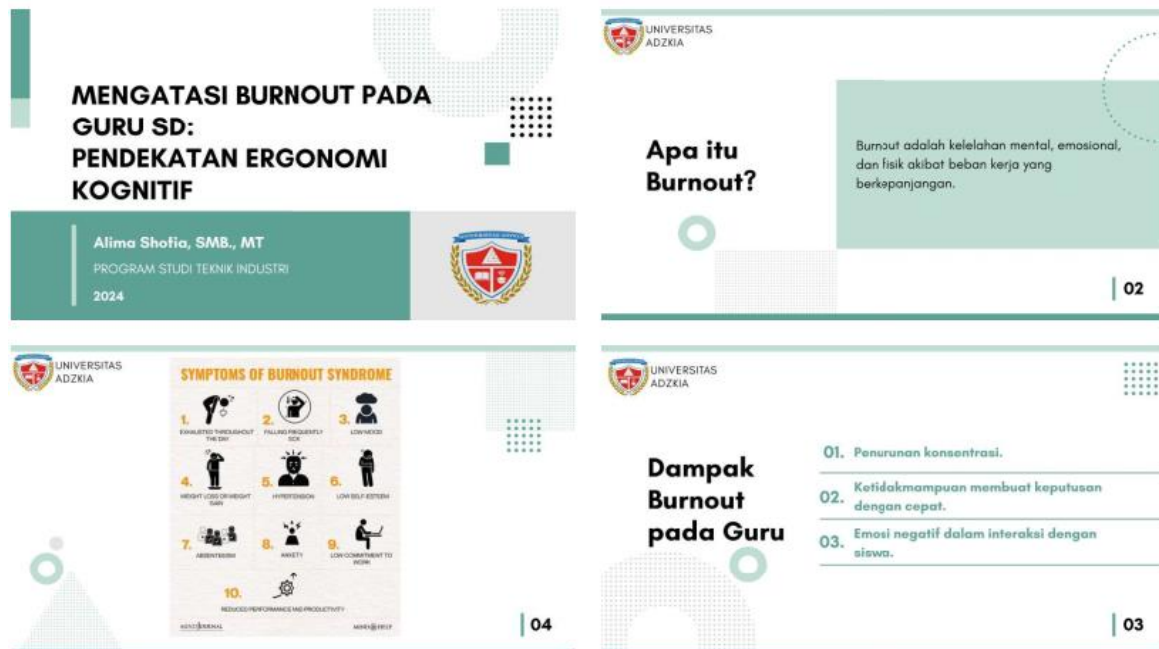 MENGATASI BURNOUT PADA
GURU SD:
PENDEKATAN ERGONOMI
KOGNITIF
Alima Shofia, SMB., MT
PROGRAM STUDI TEKNIK INDUSTRI
2024
UNIVERSITAS
ADZKIA
Apa itu
Burnout?
Burnout adalah kelelahan mental, emosional,
dan fisik akibat beban kerja yang
berkepanjangan.
02
UNIVERSITAS
ADZKIA
SYMPTOMS OF BURNOUT SYNDROME
1.
EXHAUSTED THROUGHOUT
THE DAY
2.
FALLING FREQUENTLY
SICK
3.
LOW MOOD
4.
WEIGHT LOSS OR WEIGHT
GAIN
5.
HYPERTENSION
6.
LOW SELF-ESTEEM
7.
ABSENTEEISM
8.
ANXIETY
9.
LOW COMMITMENT TO
WORK
10.
REDUCED PERFORMANCE AND PRODUCTIVITY
04
UNIVERSITAS
ADZKIA
Dampak
Burnout
pada Guru
01. Penurunan konsentrasi.
02. Ketidakmampuan membuat keputusan
dengan cepat.
03. Emosi negatif dalam interaksi dengan
siswa.
03